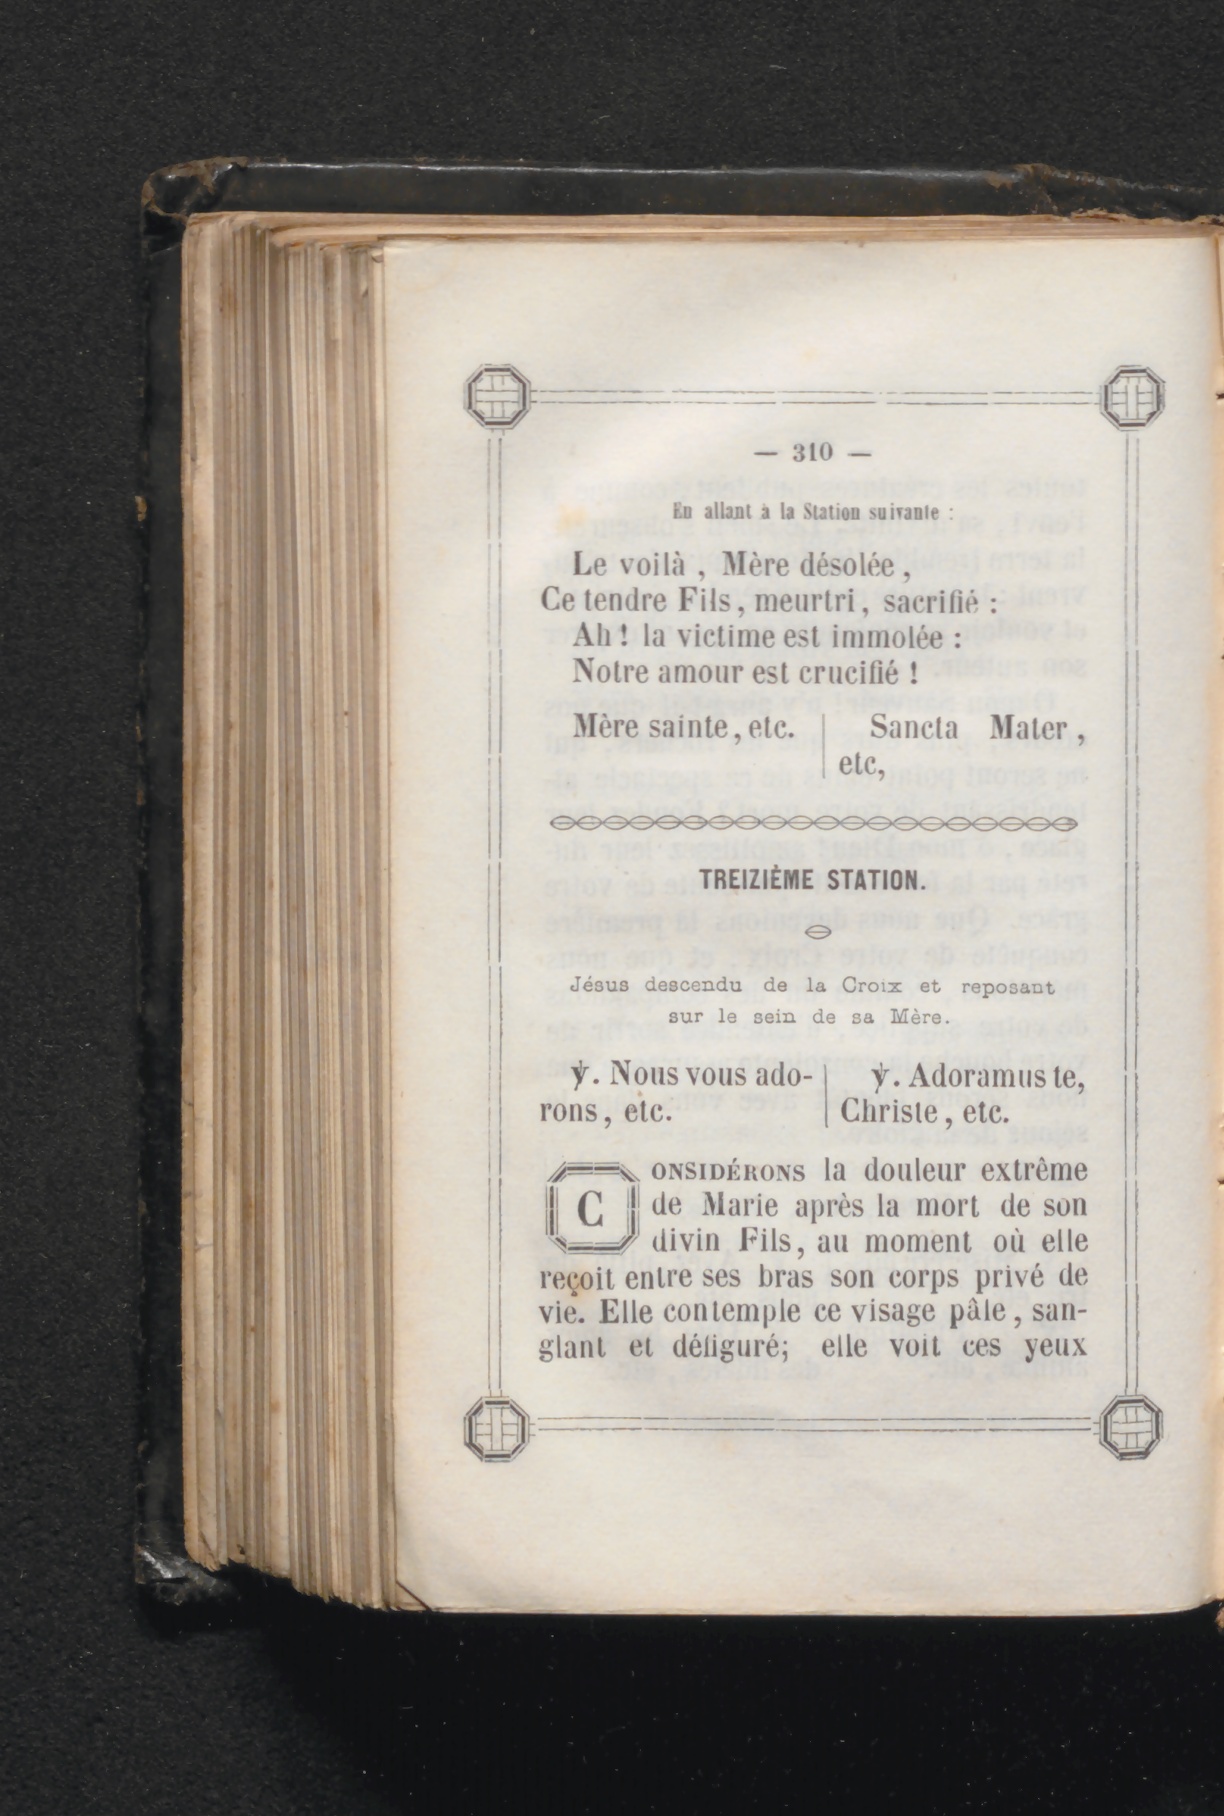 — 310 —
En allant à la Station suivante :
Le voilà , Mère désolée ,
Ce tendre Fils , meurtri , sacrifié :
Ah ! la victime est immolée :
Notre amour est crucifié !
Mère sainte , etc.
Sancta Mater ,
etc,
TREIZIÈME STATION.
Jésus descendu de la Croix et reposant
sur le sein de sa Mère.
℣. Nous vous ado-
rons , etc.
℣. Adoramus te,
Christe , etc.
CONSIDÉRONS la douleur extrême
de Marie après la mort de son
divin Fils , au moment où elle
reçoit entre ses bras son corps privé de
vie. Elle contemple ce visage pâle , san-
glant et défiguré; elle voit ces yeux